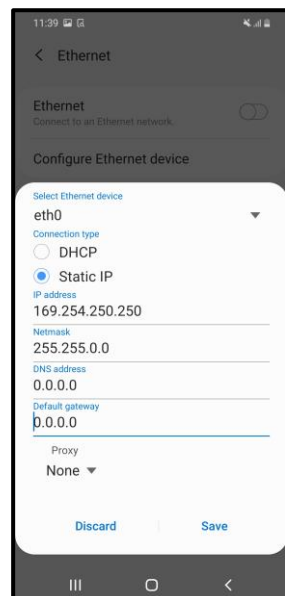 11:39
Ethernet
Ethernet
Connect to an Ethernet network.
Configure Ethernet device
Select Ethernet device
eth0
Connection type
DHCP
Static IP
IP address
169.254.250.250
Netmask
255.255.0.0
DNS address
0.0.0.0
Default gateway
0.0.0.0
Proxy
None
Discard
Save